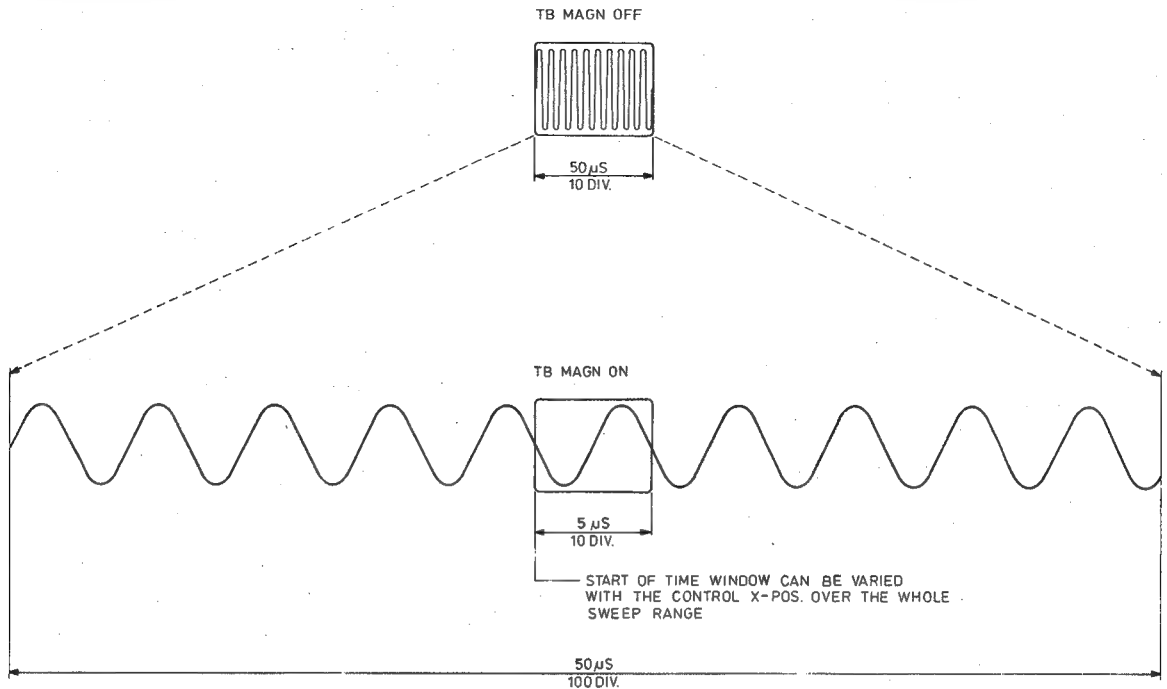 TB MAGN OFF
50µS
10 DIV.
TB MAGN ON
5 µS
10 DIV.
START OF TIME WINDOW CAN BE VARIED
WITH THE CONTROL X-POS. OVER THE WHOLE
SWEEP RANGE
50µS
100 DIV.